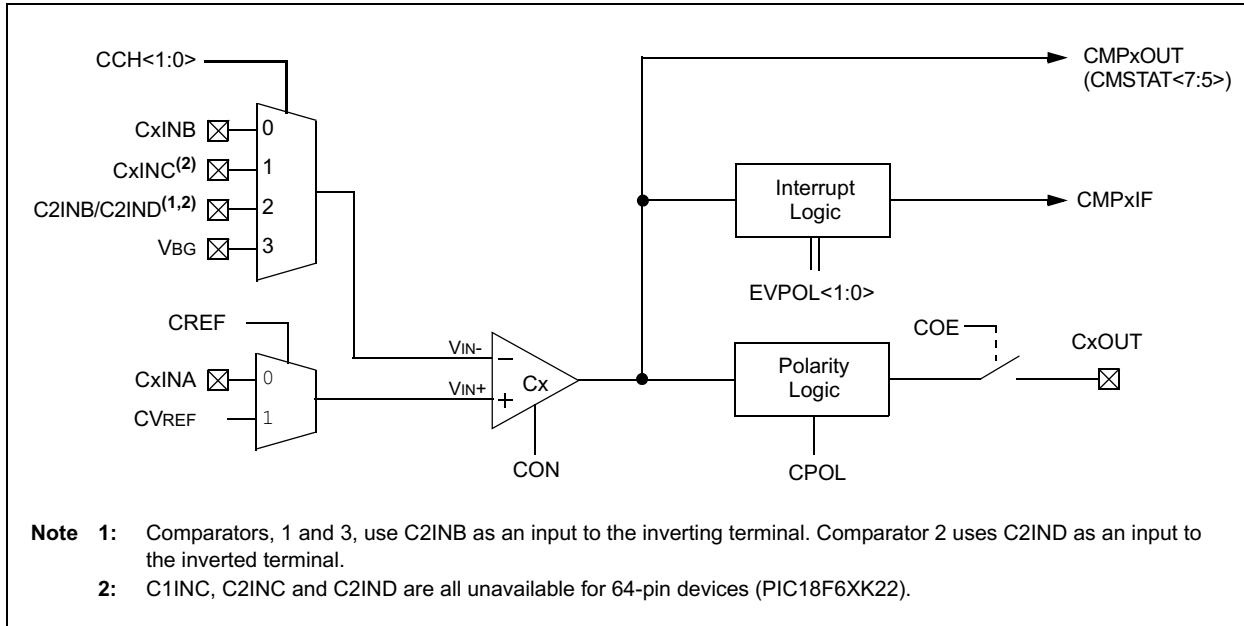 CCH<1:0>
CxINB
0
CxINC(2)
1
C2INB/C2IND(1,2)
2
VBG
3
CREF
CxINA
0
CVREF
1
VIN-
–
VIN+
+
Cx
CON
CMPxOUT
(CMSTAT<7:5>)
Interrupt
Logic
CMPxIF
EVPOL<1:0>
COE
CxOUT
Polarity
Logic
CPOL
Note 1: Comparators, 1 and 3, use C2INB as an input to the inverting terminal. Comparator 2 uses C2IND as an input to
the inverted terminal.
2: C1INC, C2INC and C2IND are all unavailable for 64-pin devices (PIC18F6XK22).